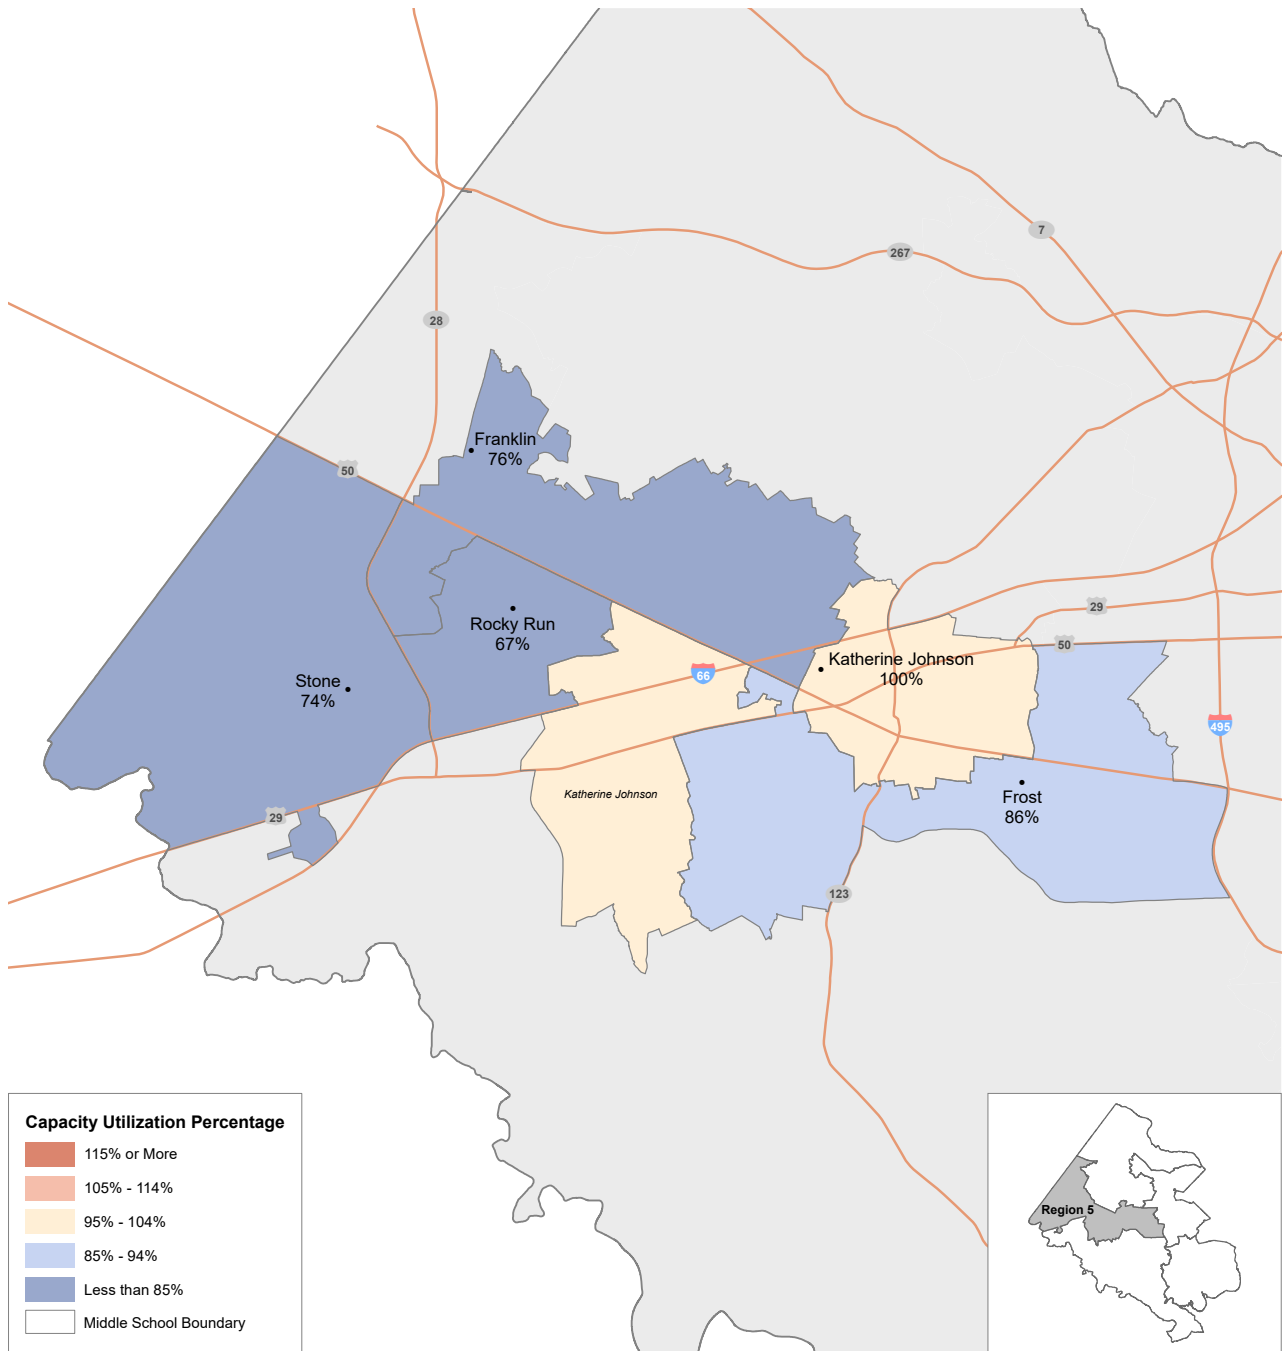 7
267
28
Franklin
76%
50
29
Rocky Run
67%
50
Katherine Johnson
100%
66
Stone
74%
495
Katherine Johnson
Frost
86%
29
123
Capacity Utilization Percentage
115% or More
105% - 114%
95% - 104%
85% - 94%
Less than 85%
Middle School Boundary
Region 5